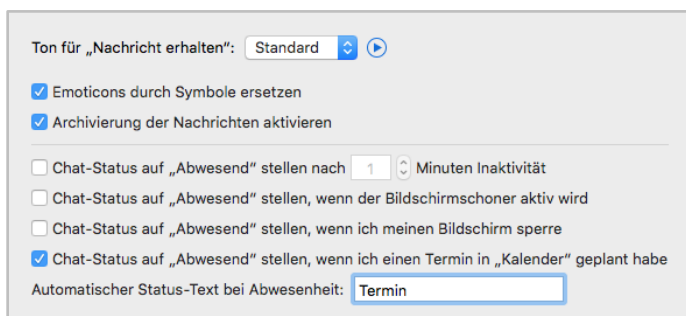 Ton für „Nachricht erhalten“: Standard
Emoticons durch Symbole ersetzen
Archivierung der Nachrichten aktivieren
Chat-Status auf „Abwesend“ stellen nach 1 Minuten Inaktivität
Chat-Status auf „Abwesend“ stellen, wenn der Bildschirmschoner aktiv wird
Chat-Status auf „Abwesend“ stellen, wenn ich meinen Bildschirm sperre
Chat-Status auf „Abwesend“ stellen, wenn ich einen Termin in „Kalender“ geplant habe
Automatischer Status-Text bei Abwesenheit: Termin